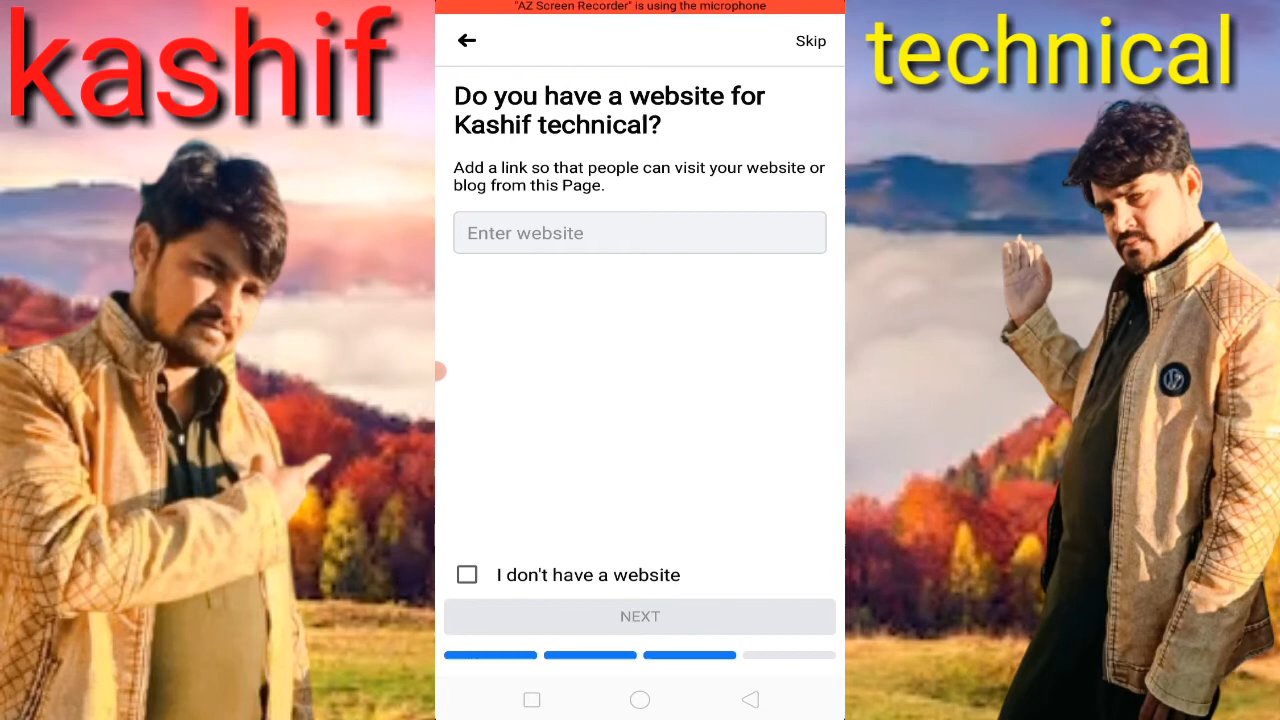 kashif
technical
"AZ Screen Recorder" is using the microphone
Skip
Do you have a website for
Kashif technical?
Add a link so that people can visit your website or
blog from this Page.
Enter website
I don't have a website
NEXT